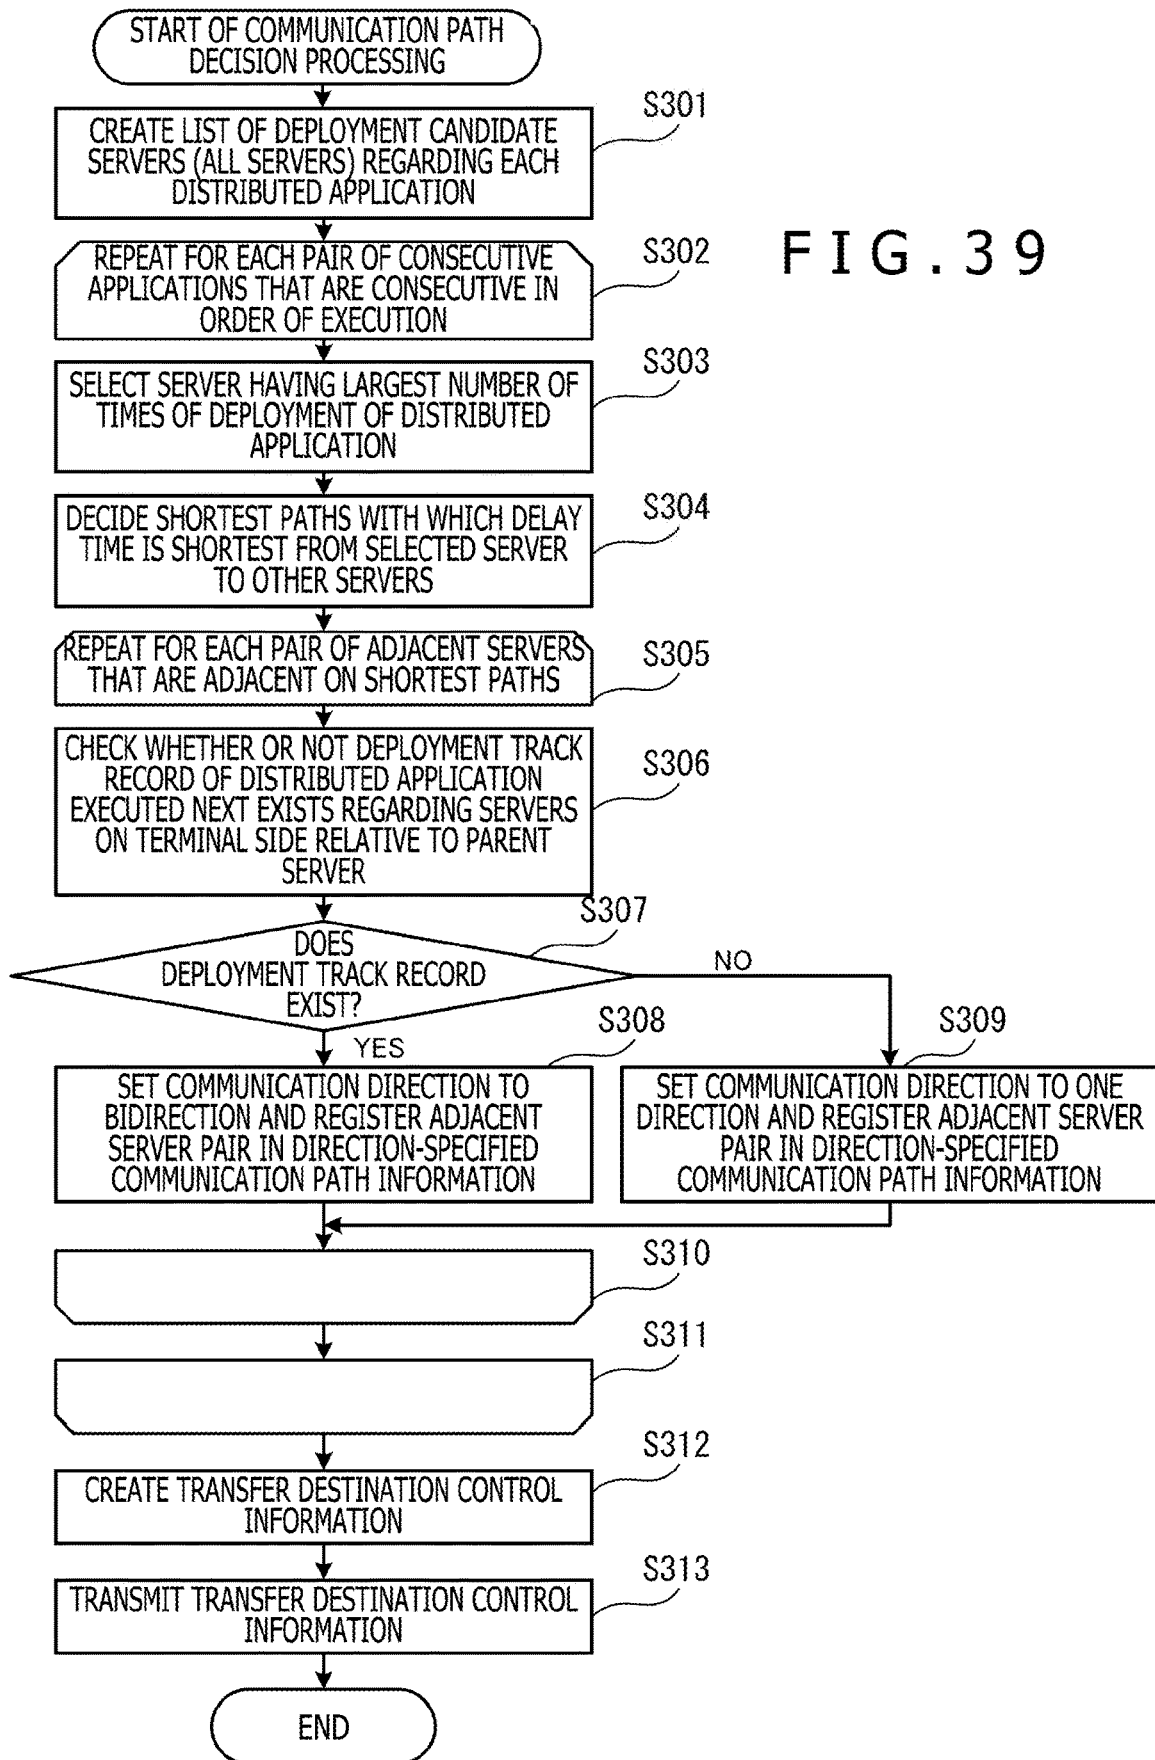 START OF COMMUNICATION PATH
DECISION PROCESSING
S301
CREATE LIST OF DEPLOYMENT CANDIDATE
SERVERS (ALL SERVERS) REGARDING EACH
DISTRIBUTED APPLICATION
FIG.39
S302
REPEAT FOR EACH PAIR OF CONSECUTIVE
APPLICATIONS THAT ARE CONSECUTIVE IN
ORDER OF EXECUTION
S303
SELECT SERVER HAVING LARGEST NUMBER OF
TIMES OF DEPLOYMENT OF DISTRIBUTED
APPLICATION
S304
DECIDE SHORTEST PATHS WITH WHICH DELAY
TIME IS SHORTEST FROM SELECTED SERVER
TO OTHER SERVERS
S305
REPEAT FOR EACH PAIR OF ADJACENT SERVERS
THAT ARE ADJACENT ON SHORTEST PATHS
S306
CHECK WHETHER OR NOT DEPLOYMENT TRACK
RECORD OF DISTRIBUTED APPLICATION
EXECUTED NEXT EXISTS REGARDING SERVERS
ON TERMINAL SIDE RELATIVE TO PARENT
SERVER
S307
DOES
DEPLOYMENT TRACK RECORD
EXIST?
NO
YES
S308
SET COMMUNICATION DIRECTION TO
BIDIRECTION AND REGISTER ADJACENT
SERVER PAIR IN DIRECTION-SPECIFIED
COMMUNICATION PATH INFORMATION
S309
SET COMMUNICATION DIRECTION TO ONE
DIRECTION AND REGISTER ADJACENT SERVER
PAIR IN DIRECTION-SPECIFIED
COMMUNICATION PATH INFORMATION
S310
S311
S312
CREATE TRANSFER DESTINATION CONTROL
INFORMATION
S313
TRANSMIT TRANSFER DESTINATION CONTROL
INFORMATION
END